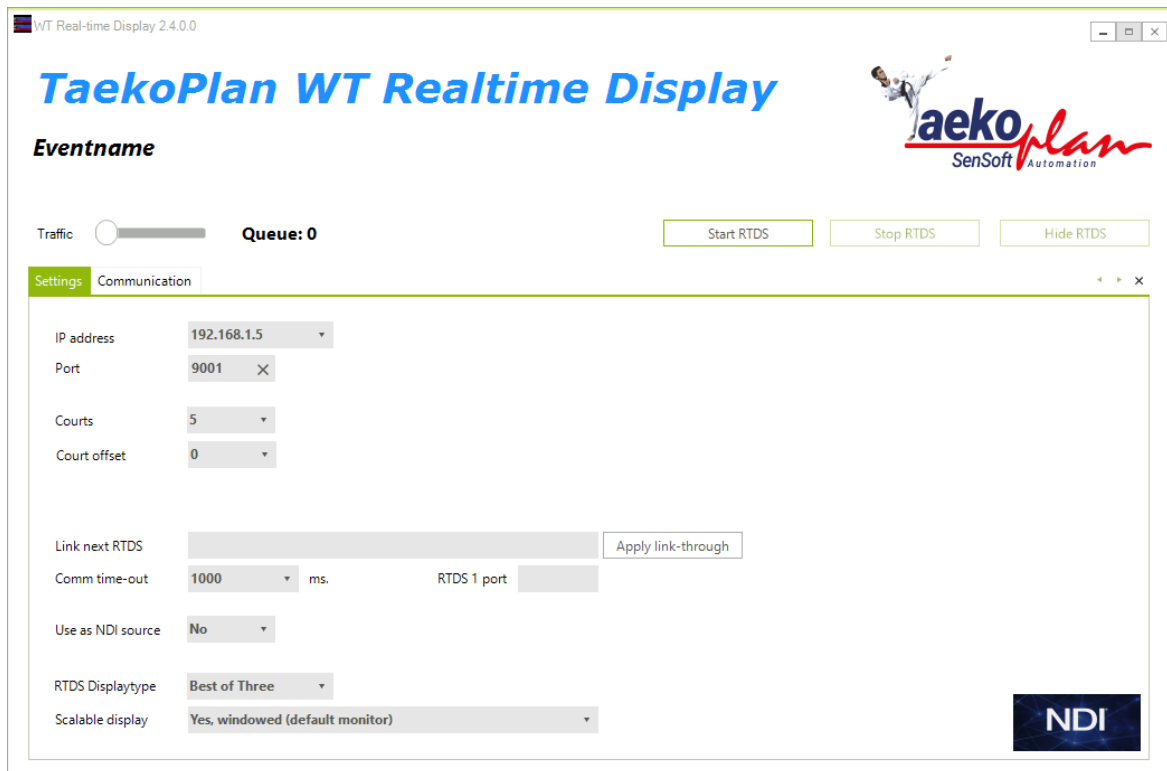 WT Real-time Display 2.4.0.0
TaekoPlan WT Realtime Display
Taekoplan
SenSoft Automation
Eventname
Traffic Queue: 0 Start RTDS Stop RTDS Hide RTDS
Settings Communication
IP address 192.168.1.5
Port 9001
Courts 5
Court offset 0
Link next RTDS Apply link-through
Comm time-out 1000 ms. RTDS 1 port
Use as NDI source No
RTDS Displaytype Best of Three
Scalable display Yes, windowed (default monitor)
NDI